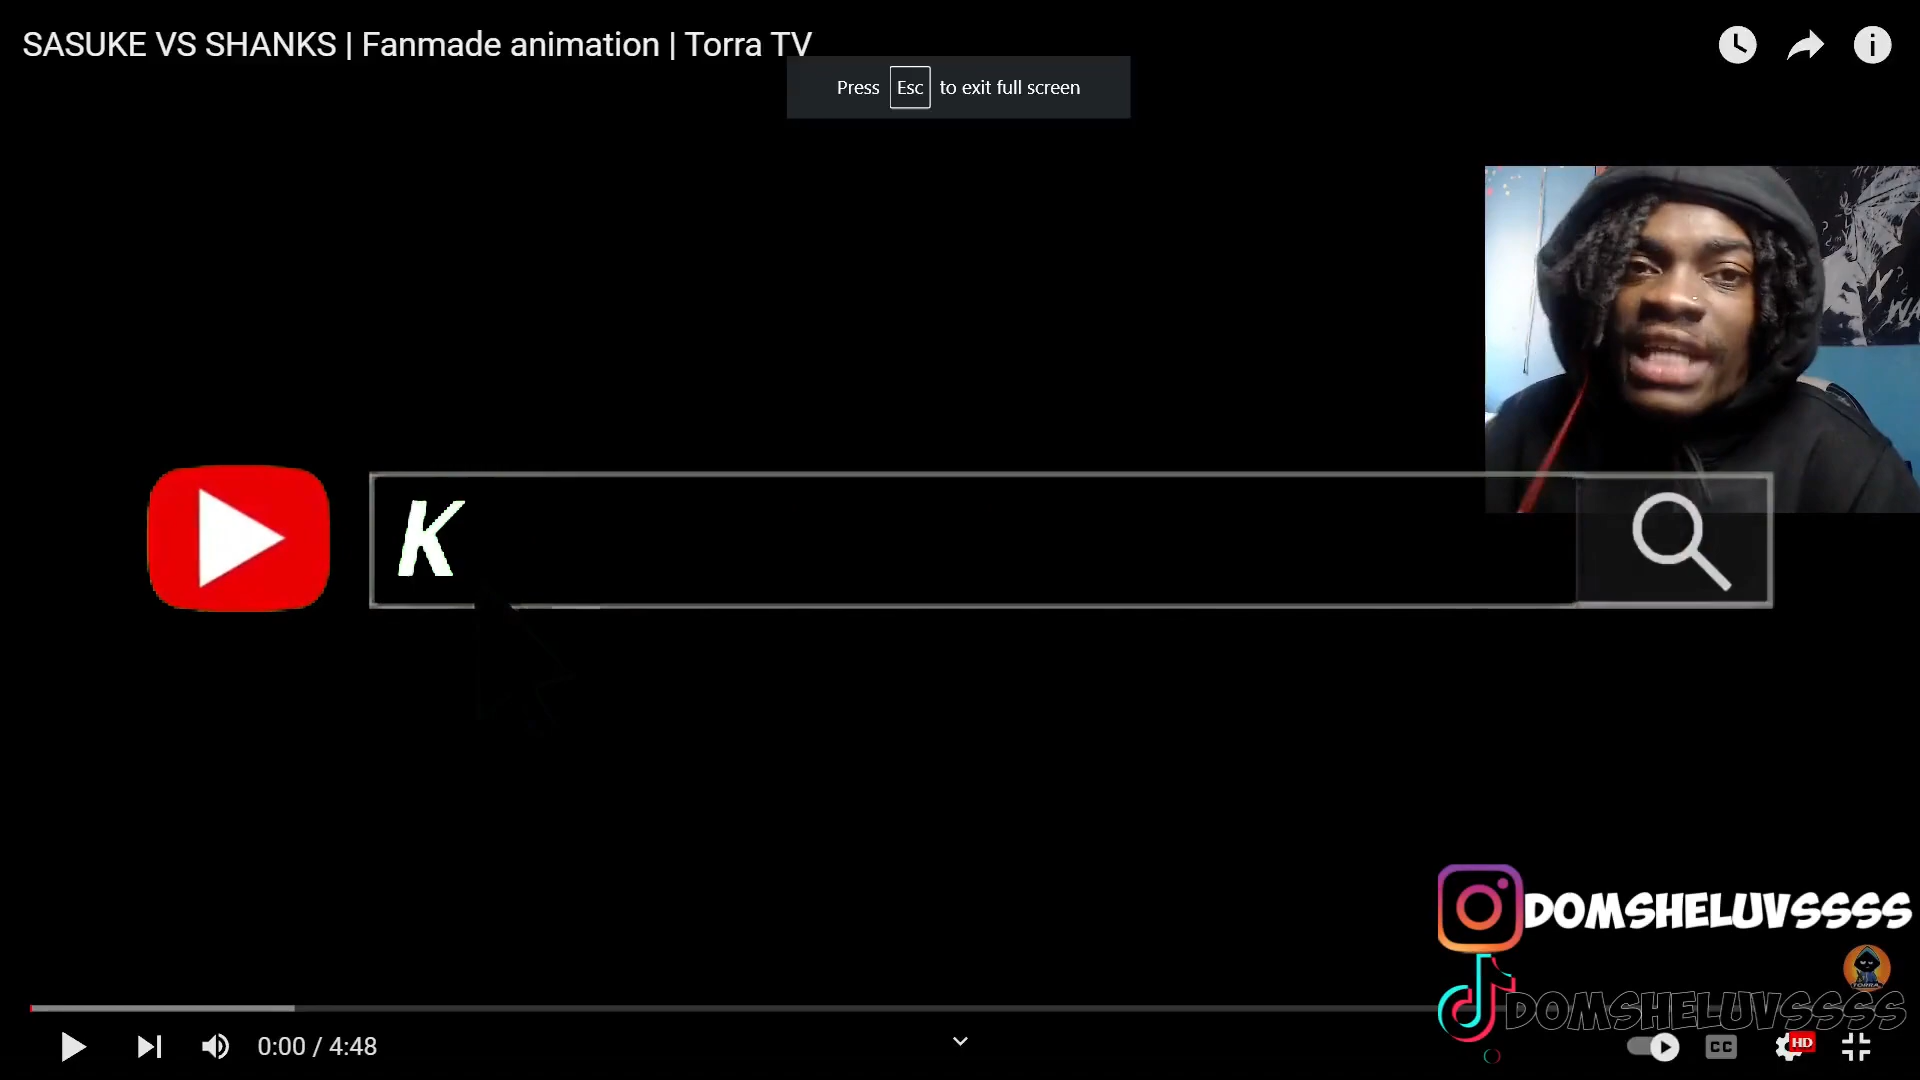 SASUKE VS SHANKS | Fanmade animation | Torra TV
Press Esc to exit full screen
K
DOMSHELUVSSSS
TORRA
DOMSHELUVSSSS
0:00 / 4:48
CC
HD